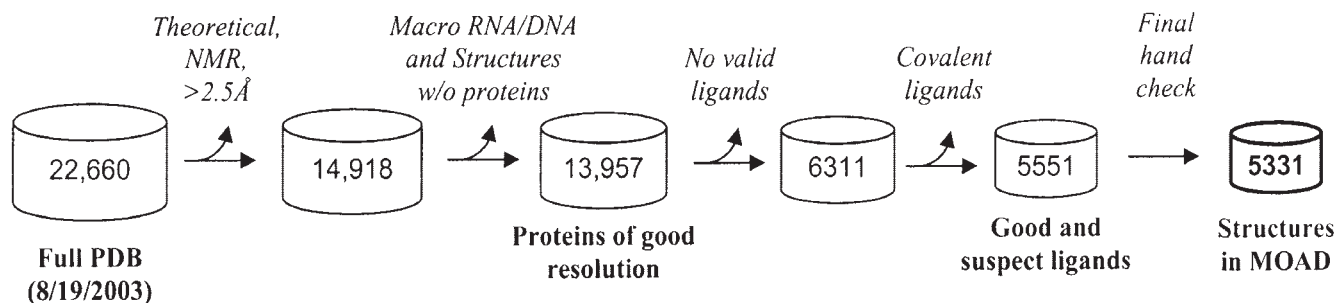 Theoretical,
NMR,
>2.5Å
Macro RNA/DNA
and Structures
w/o proteins
No valid
ligands
Covalent
ligands
Final
hand
check
22,660
14,918
13,957
6311
5551
5331
Full PDB
(8/19/2003)
Proteins of good
resolution
Good and
suspect ligands
Structures
in MOAD